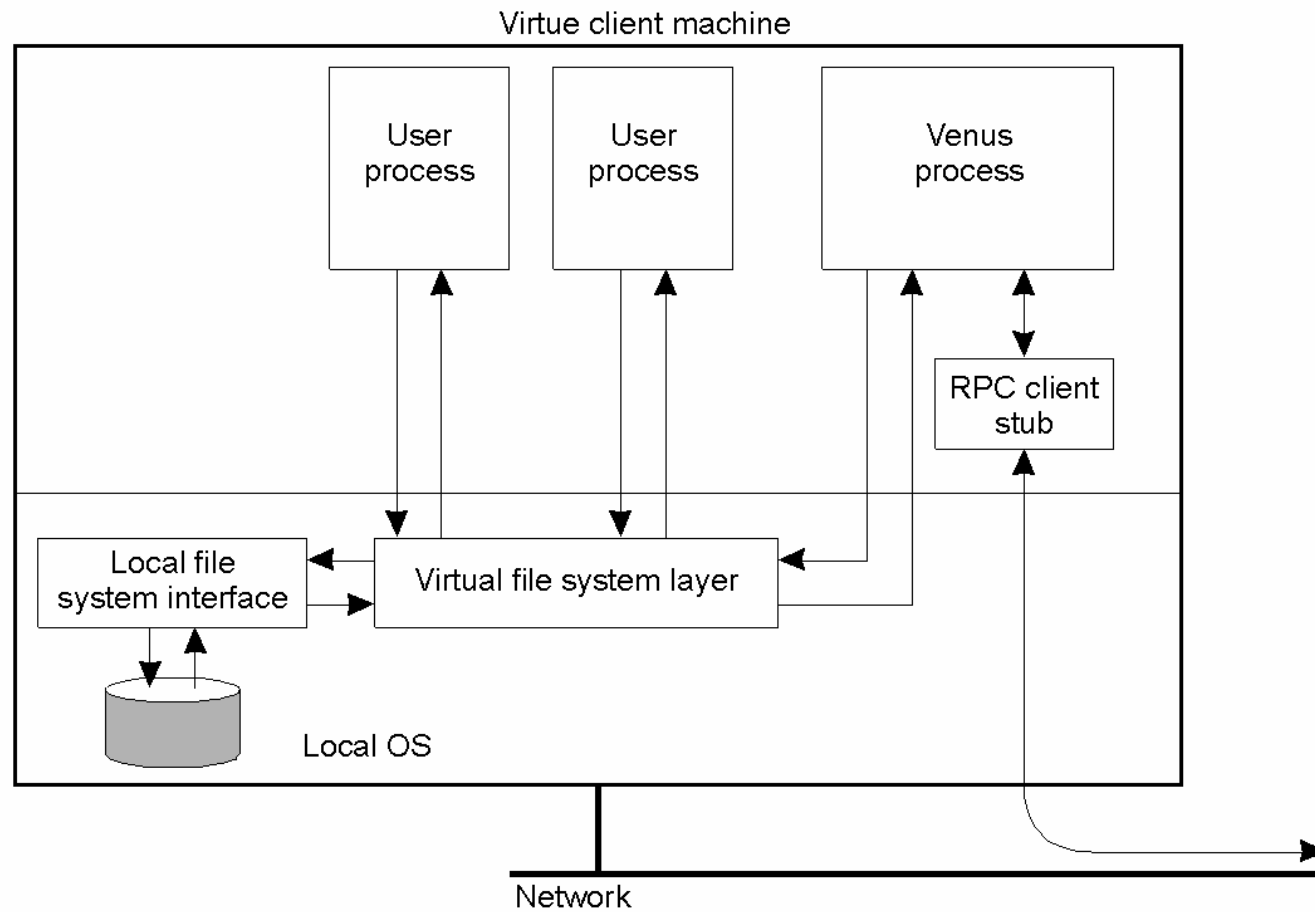 Virtue client machine
User
process
User
process
Venus
process
RPC client
stub
Local file
system interface
Virtual file system layer
Local OS
Network